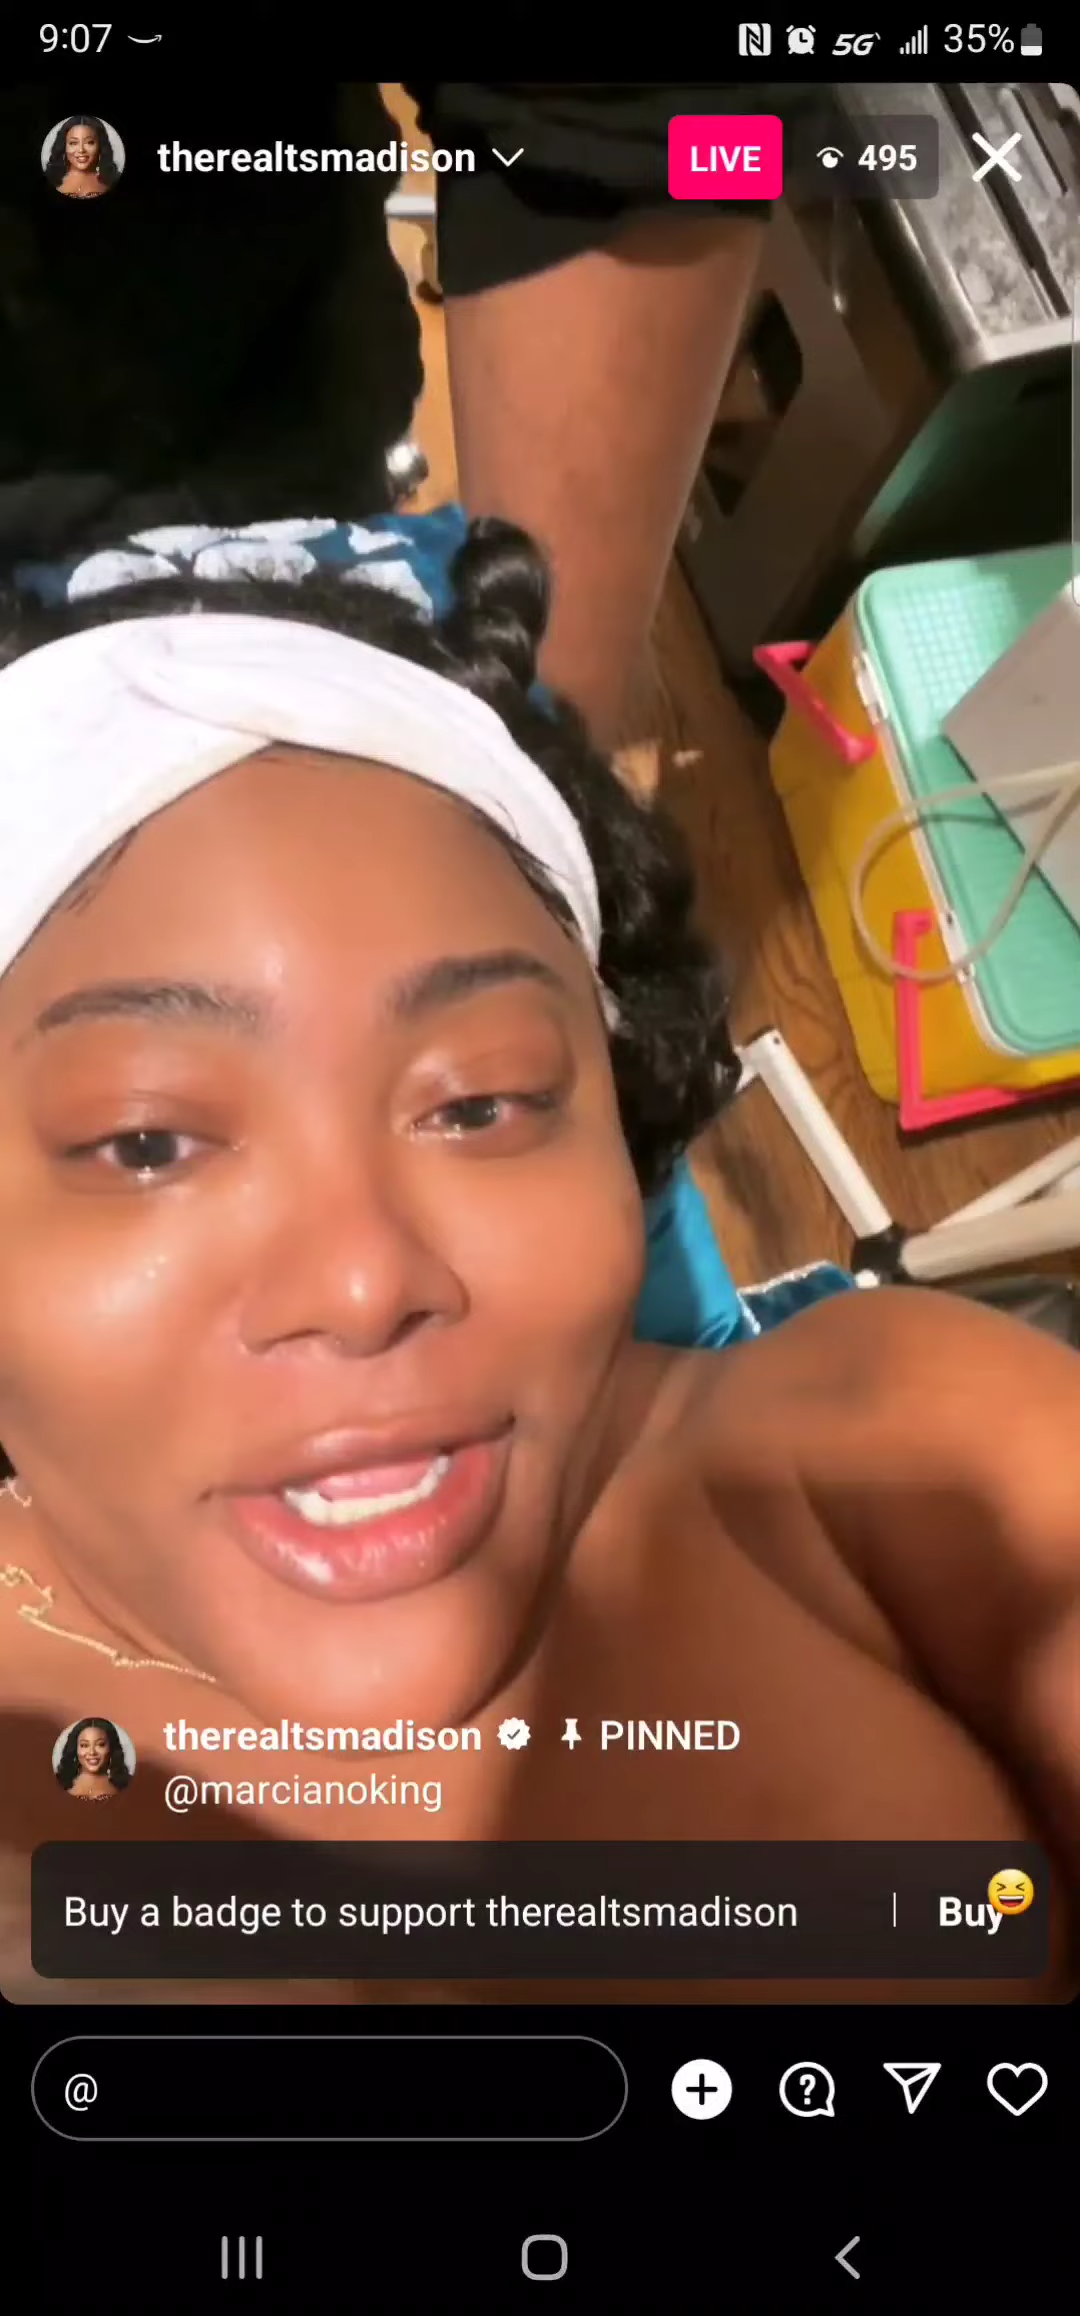 9:07 5G 35%
therealtsmadison LIVE 495
therealtsmadison PINNED
@marcianoking
Buy a badge to support therealtsmadison | Buy
@